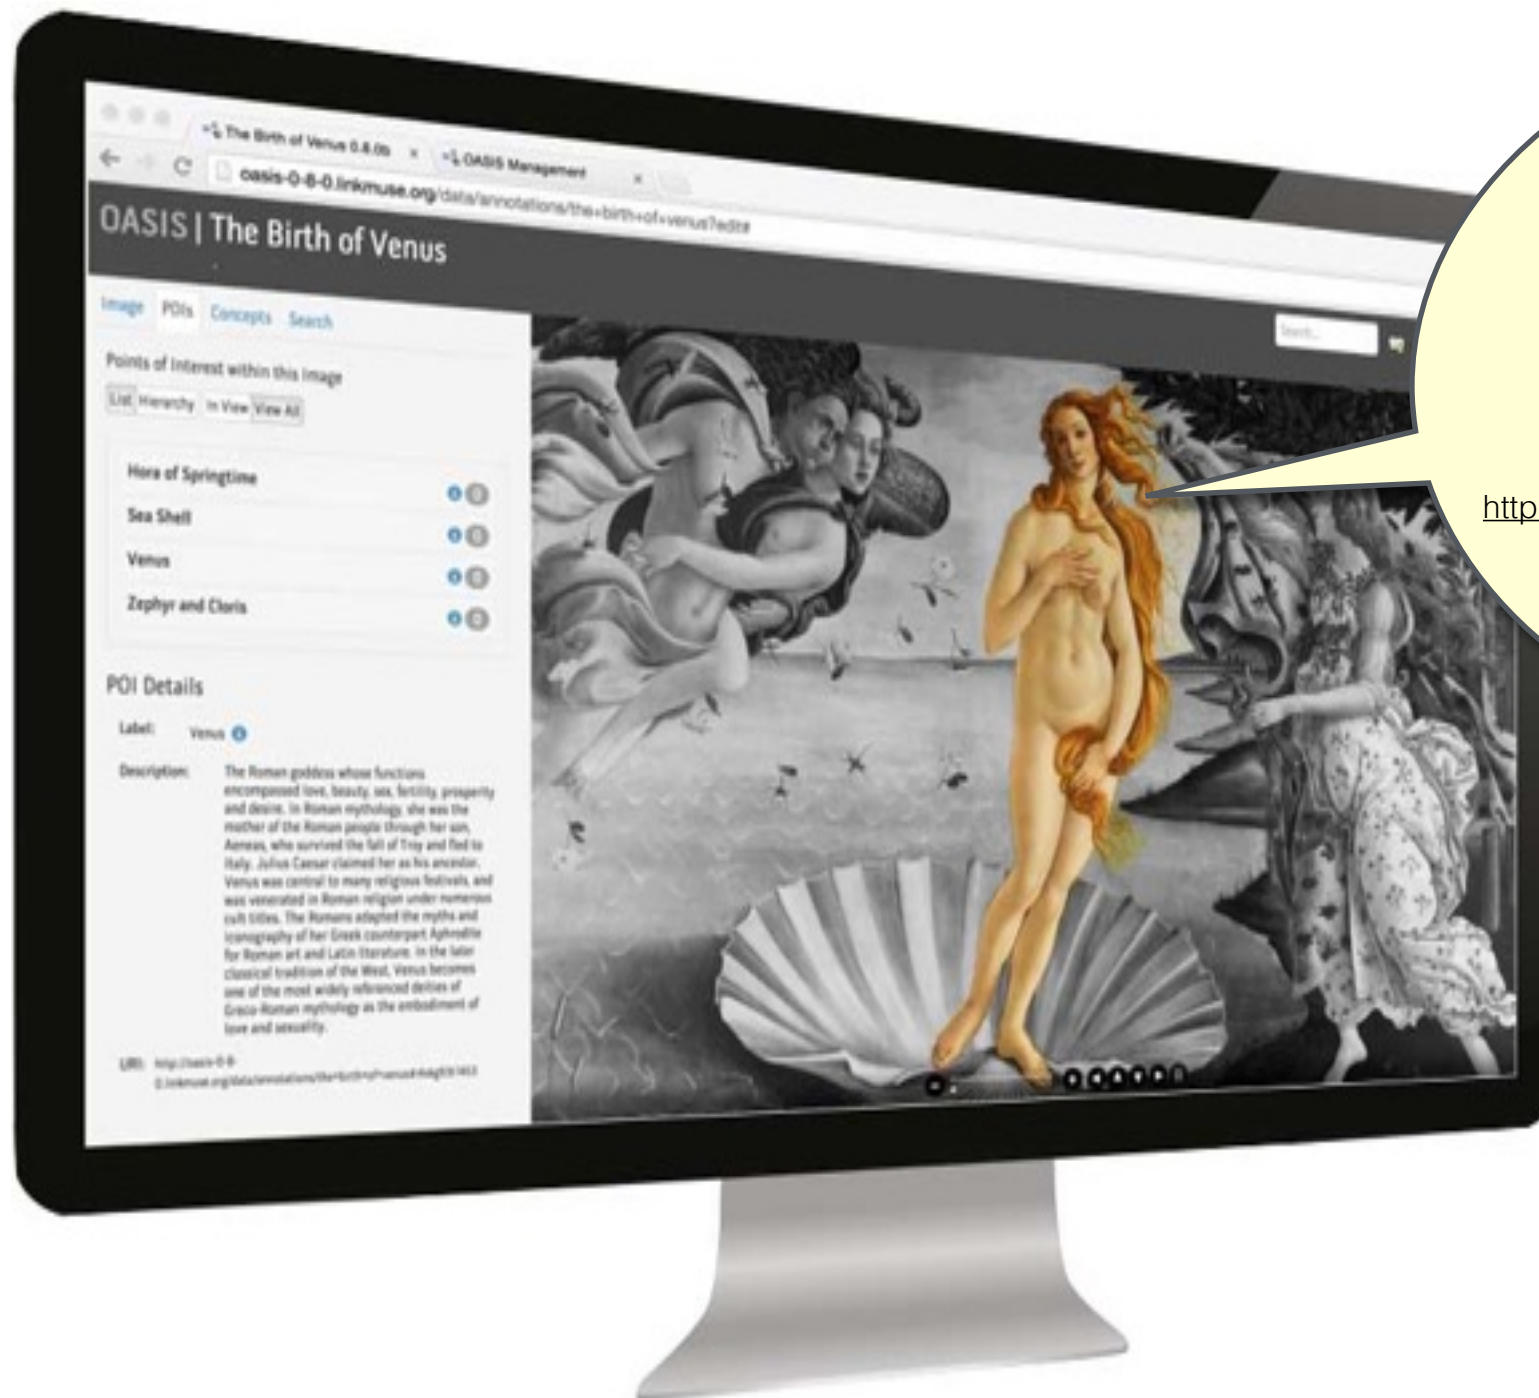 The Birth of Venus 0.8.0b
OASIS Management
oasis-0-8-0.linkmuse.org/data/annotations/the+birth+of+venus?edit#
OASIS | The Birth of Venus
Search...
Image POIs Concepts Search
Points of Interest within this Image
List Hierarchy In View View All
Hora of Springtime
Sea Shell
Venus
Zephyr and Cloris
POI Details
Label: Venus
Description: The Roman goddess whose functions
encompassed love, beauty, sex, fertility, prosperity
and desire. In Roman mythology, she was the
mother of the Roman people through her son,
Aeneas, who survived the fall of Troy and fled to
Italy. Julius Caesar claimed her as his ancestor.
Venus was central to many religious festivals, and
was venerated in Roman religion under numerous
cult titles. The Romans adapted the myths and
iconography of her Greek counterpart Aphrodite
for Roman art and Latin literature. In the later
classical tradition of the West, Venus becomes
one of the most widely referenced deities of
Greco-Roman mythology as the embodiment of
love and sexuality.
URI: http://oasis-0-8-
http